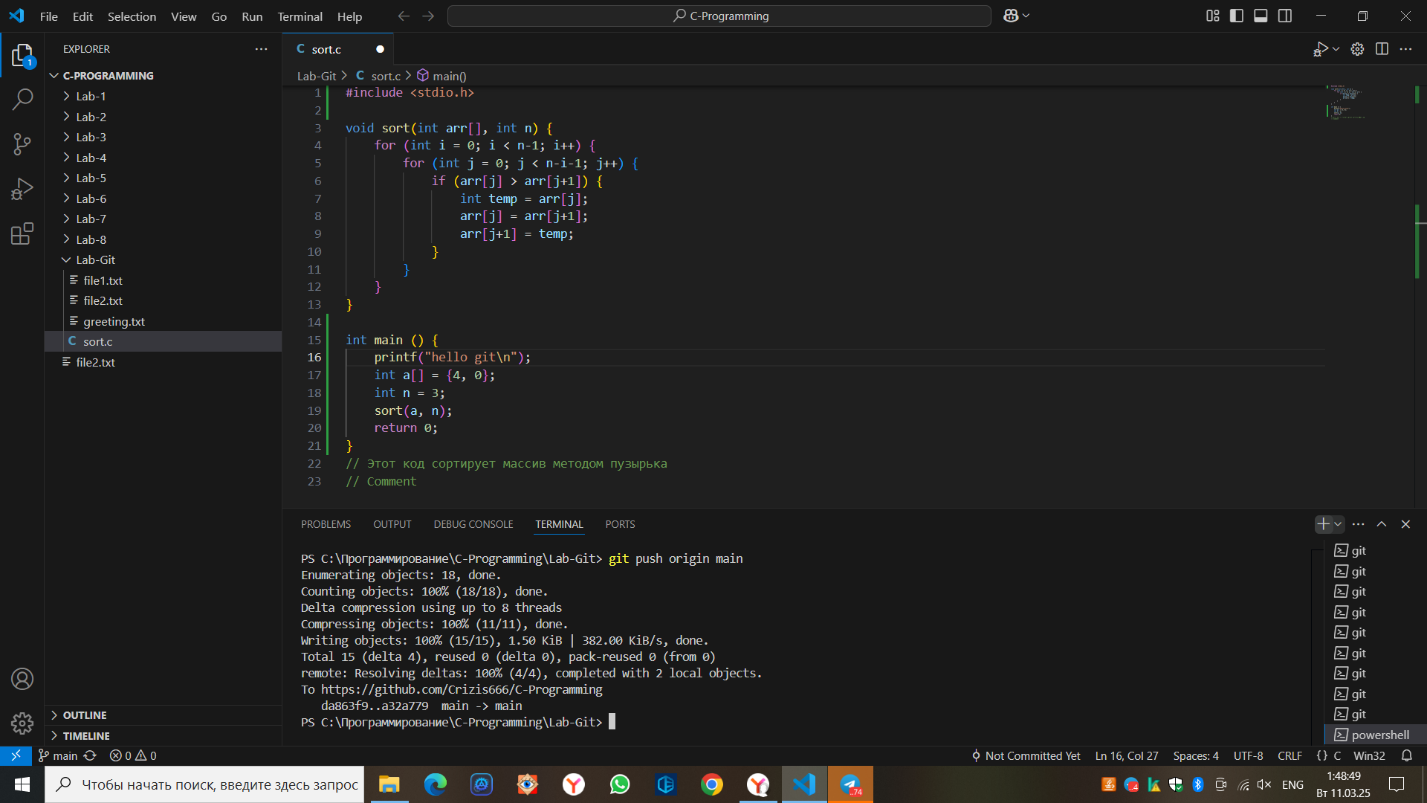 File Edit Selection View Go Run Terminal Help
C-Programming
EXPLORER
C-PROGRAMMING
Lab-1
Lab-2
Lab-3
Lab-4
Lab-5
Lab-6
Lab-7
Lab-8
Lab-Git
file1.txt
file2.txt
greeting.txt
C sort.c
file2.txt
OUTLINE
TIMELINE
1
C sort.c
Lab-Git > C sort.c > main()
1 #include <stdio.h>
2
3 void sort(int arr[], int n) {
4 for (int i = 0; i < n-1; i++) {
5 for (int j = 0; j < n-i-1; j++) {
6 if (arr[j] > arr[j+1]) {
7 int temp = arr[j];
8 arr[j] = arr[j+1];
9 arr[j+1] = temp;
10 }
11 }
12 }
13 }
14
15 int main () {
16 printf("hello git\n");
17 int a[] = {4, 0};
18 int n = 3;
19 sort(a, n);
20 return 0;
21 }
22 // Этот код сортирует массив методом пузырька
23 // Comment
PROBLEMS OUTPUT DEBUG CONSOLE TERMINAL PORTS
PS C:\Программирование\C-Programming\Lab-Git> git push origin main
Enumerating objects: 18, done.
Counting objects: 100% (18/18), done.
Delta compression using up to 8 threads
Compressing objects: 100% (11/11), done.
Writing objects: 100% (15/15), 1.50 KiB | 382.00 KiB/s, done.
Total 15 (delta 4), reused 0 (delta 0), pack-reused 0 (from 0)
remote: Resolving deltas: 100% (4/4), completed with 2 local objects.
To https://github.com/Crizis666/C-Programming
da863f9..a32a779 main -> main
PS C:\Программирование\C-Programming\Lab-Git>
git
git
git
git
git
git
git
git
git
powershell
main 0 0 Not Committed Yet Ln 16, Col 27 Spaces: 4 UTF-8 CRLF {} C Win32
Чтобы начать поиск, введите здесь запрос
ENG
1:48:49
Вт 11.03.25